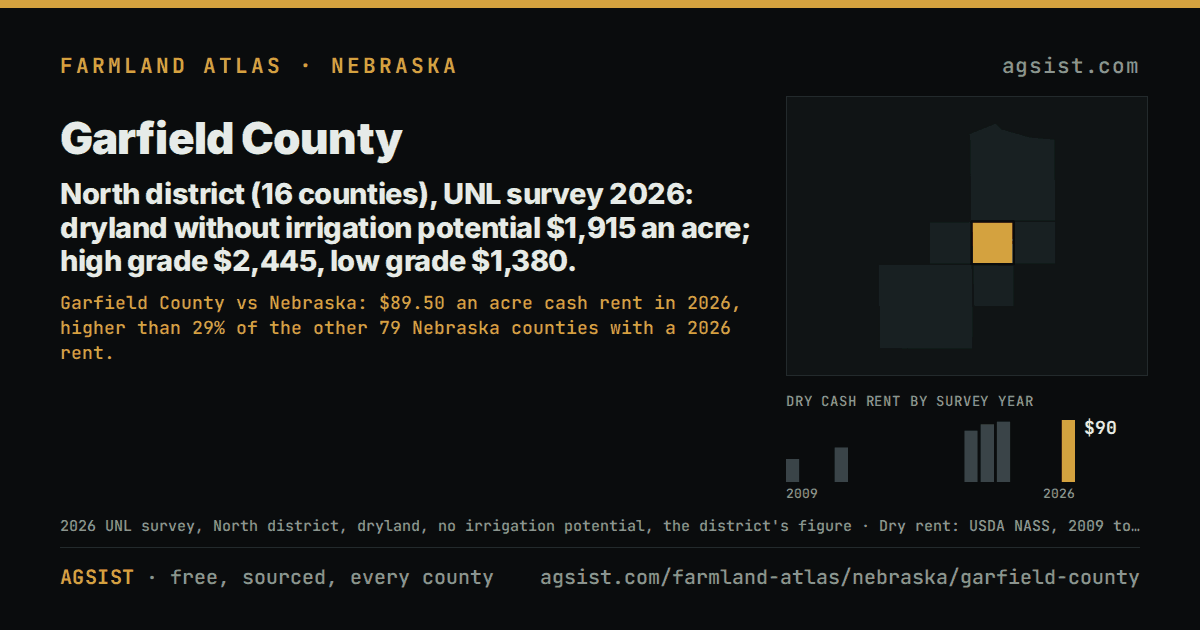 FARMLAND ATLAS · NEBRASKA
agsist.com
Garfield County
North district (16 counties), UNL survey 2026:
dryland without irrigation potential $1,915 an acre;
high grade $2,445, low grade $1,380.
Garfield County vs Nebraska: $89.50 an acre cash rent in 2026,
higher than 29% of the other 79 Nebraska counties with a 2026
rent.
DRY CASH RENT BY SURVEY YEAR
$90
2009
2026
2026 UNL survey, North district, dryland, no irrigation potential, the district's figure · Dry rent: USDA NASS, 2009 to…
AGSIST · free, sourced, every county
agsist.com/farmland-atlas/nebraska/garfield-county